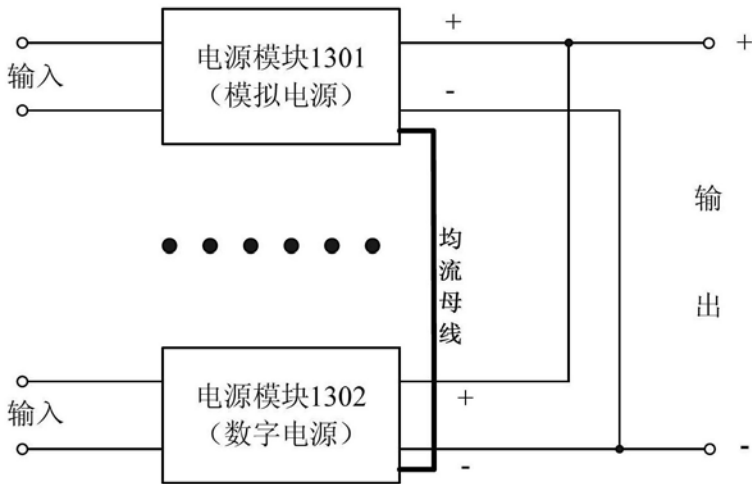 +
+
输入
电源模块1301
（模拟电源）
-
输
出
均
流
母
线
输入
电源模块1302
（数字电源）
+
-
-